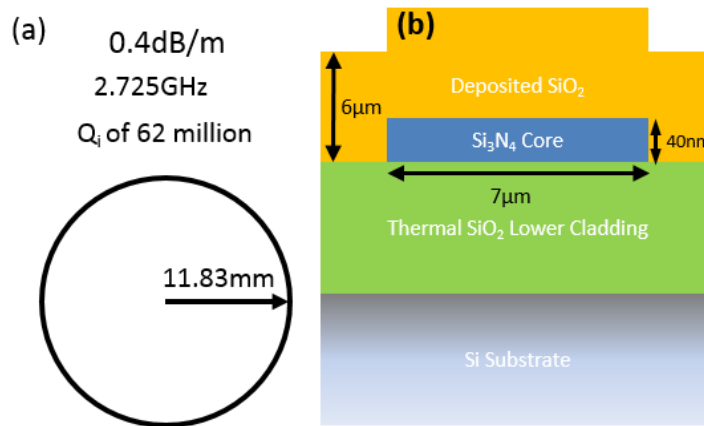 (a)
0.4dB/m
2.725GHz
Qi of 62 million
11.83mm
(b)
Deposited SiO2
6μm
Si3N4 Core
40nm
7μm
Thermal SiO2 Lower Cladding
Si Substrate